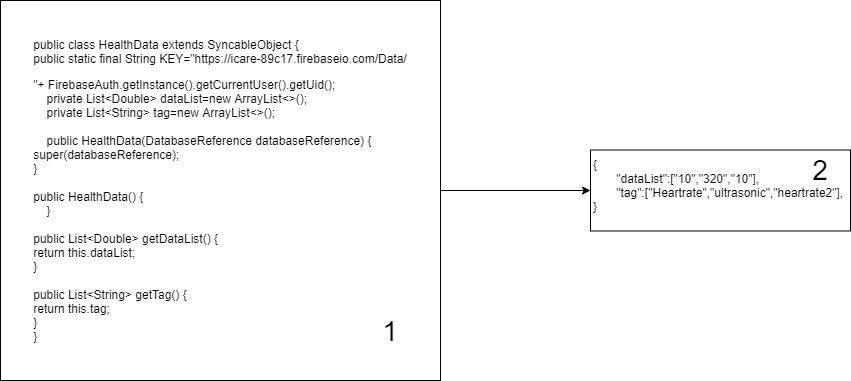 public class HealthData extends SyncableObject {
public static final String KEY="https://icare-89c17.firebaseio.com/Data/
"+ FirebaseAuth.getInstance().getCurrentUser().getUid();
private List<Double> dataList=new ArrayList<>();
private List<String> tag=new ArrayList<>();
public HealthData(DatabaseReference databaseReference) {
super(databaseReference);
}
public HealthData() {
}
public List<Double> getDataList() {
return this.dataList;
}
public List<String> getTag() {
return this.tag;
}
}
1
{
"dataList":["10","320","10"],
"tag":["Heartrate","ultrasonic","heartrate2"],
}
2